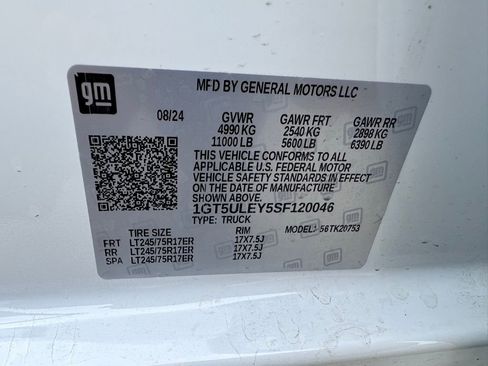 gm
MFD BY GENERAL MOTORS LLC
08/24 GVWR GAWR FRT GAWR RR
4990 KG 2540 KG 2898 KG
11000 LB 5600 LB 6390 LB
THIS VEHICLE CONFORMS TO ALL
APPLICABLE U.S. FEDERAL MOTOR
VEHICLE SAFETY STANDARDS IN
EFFECT ON THE DATE OF MANUFACTURE
SHOWN ABOVE.
1GT5ULEY5SF120046
TYPE: TRUCK MODEL: 56TK20753
TIRE SIZE RIM
FRT LT245/75R17ER 17X7.5J
RR LT245/75R17ER 17X7.5J
SPA LT245/75R17ER 17X7.5J